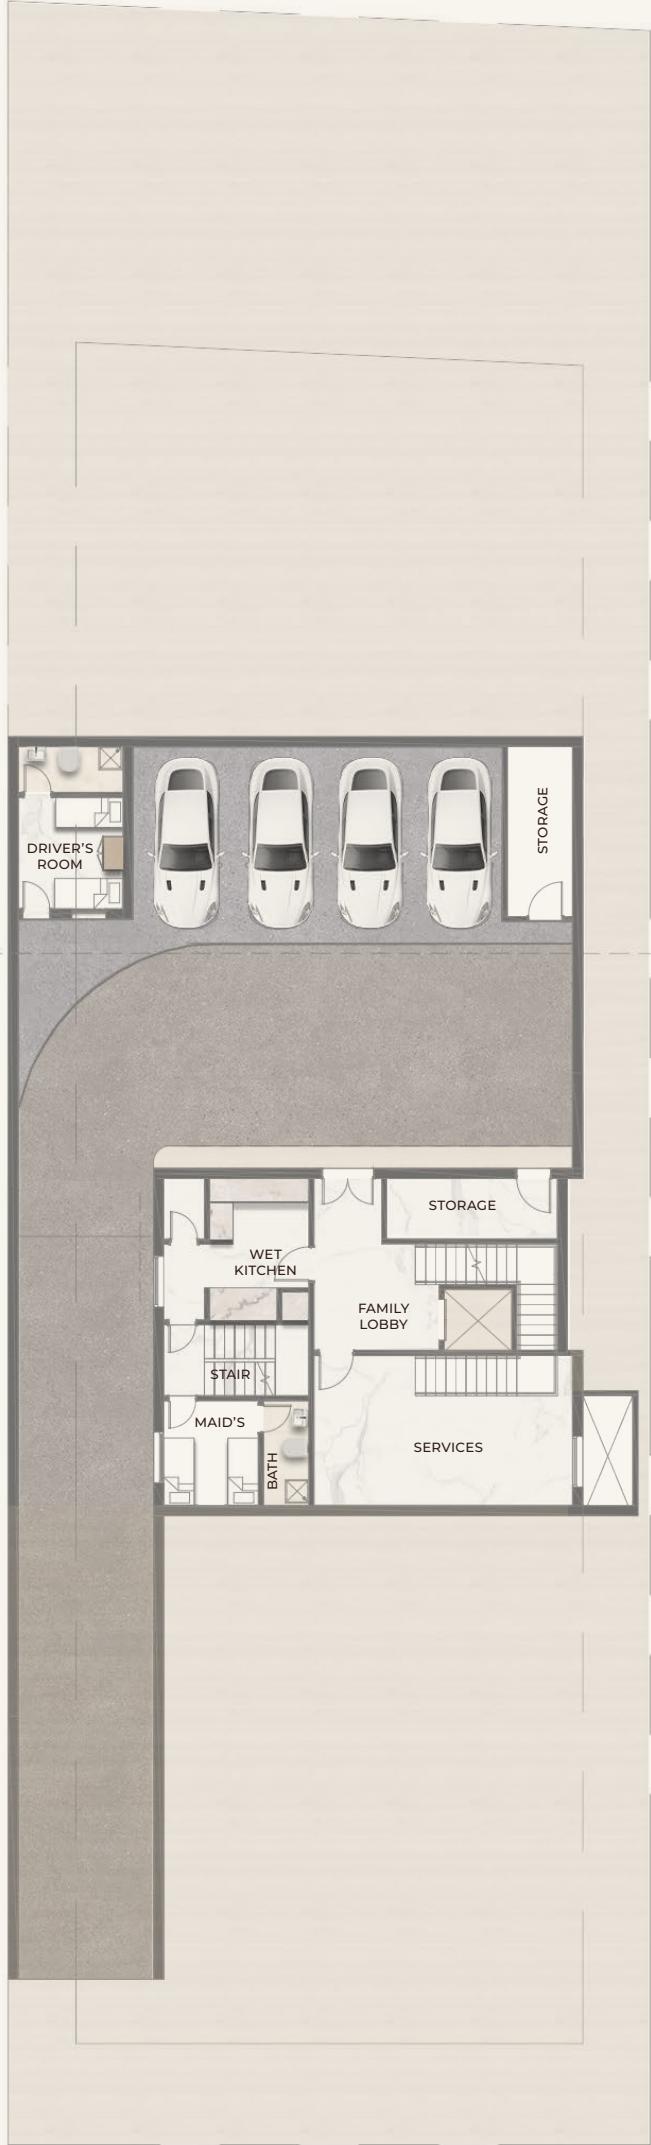 DRIVER'S
ROOM
STORAGE
STORAGE
WET
KITCHEN
FAMILY
LOBBY
STAIR
MAID'S
BATH
SERVICES